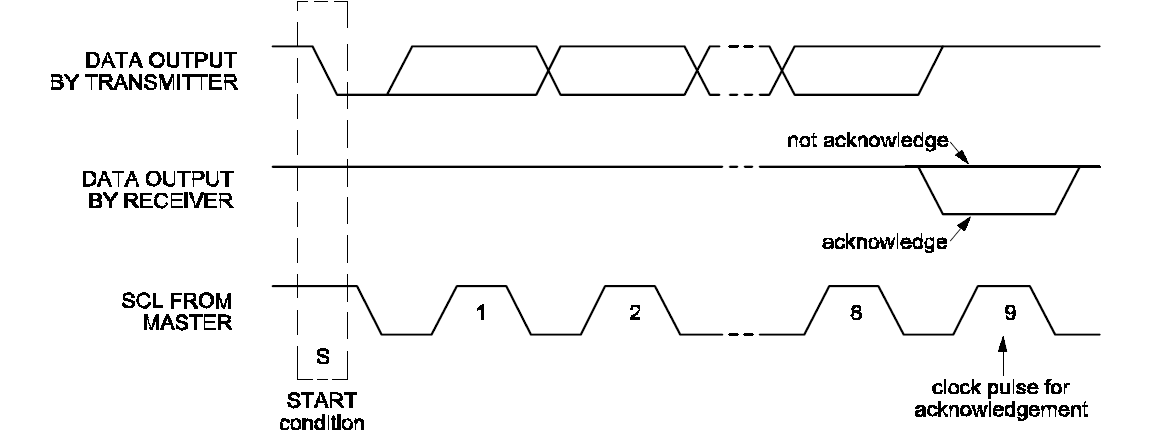 DATA OUTPUT
BY TRANSMITTER
not acknowledge
DATA OUTPUT
BY RECEIVER
acknowledge
SCL FROM
MASTER
1
2
8
9
S
START
condition
clock pulse for
acknowledgement